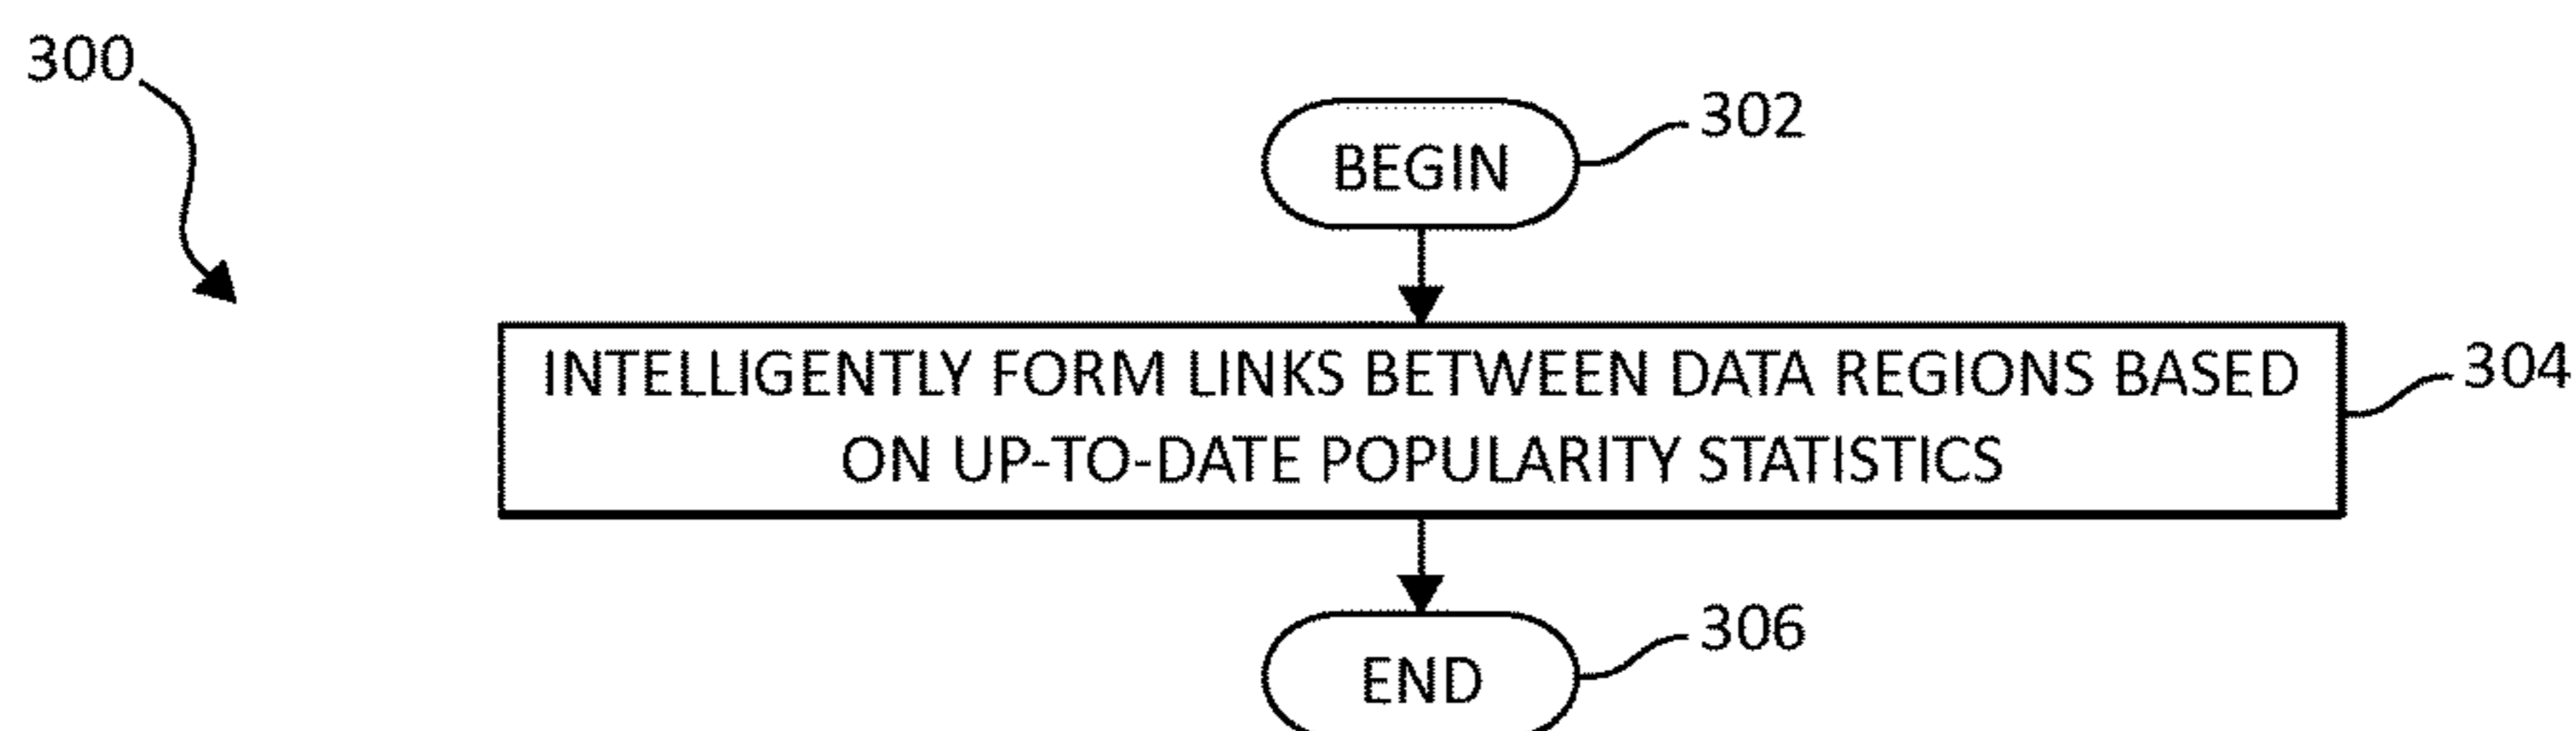 300
302
BEGIN
INTELLIGENTLY FORM LINKS BETWEEN DATA REGIONS BASED
304
ON UP-TO-DATE POPULARITY STATISTICS
306
END